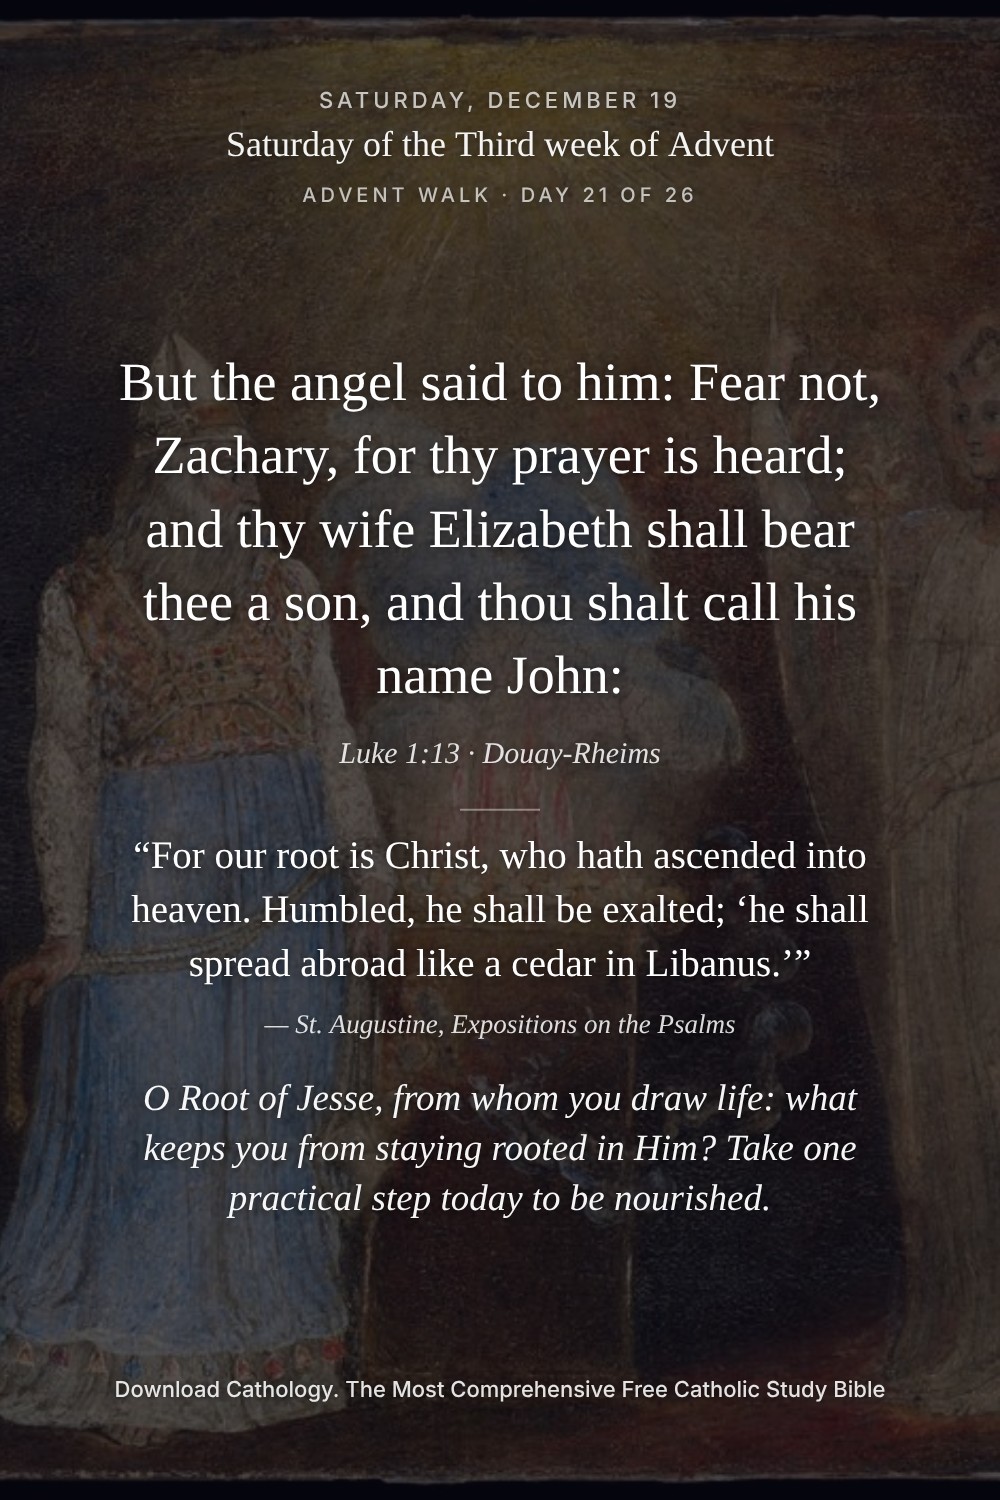 SATURDAY, DECEMBER 19
Saturday of the Third week of Advent
ADVENT WALK · DAY 21 OF 26
But the angel said to him: Fear not,
Zachary, for thy prayer is heard;
and thy wife Elizabeth shall bear
thee a son, and thou shalt call his
name John:
Luke 1:13 · Douay-Rheims
“For our root is Christ, who hath ascended into
heaven. Humbled, he shall be exalted; ‘he shall
spread abroad like a cedar in Libanus.’”
— St. Augustine, Expositions on the Psalms
O Root of Jesse, from whom you draw life: what
keeps you from staying rooted in Him? Take one
practical step today to be nourished.
Download Cathology. The Most Comprehensive Free Catholic Study Bible